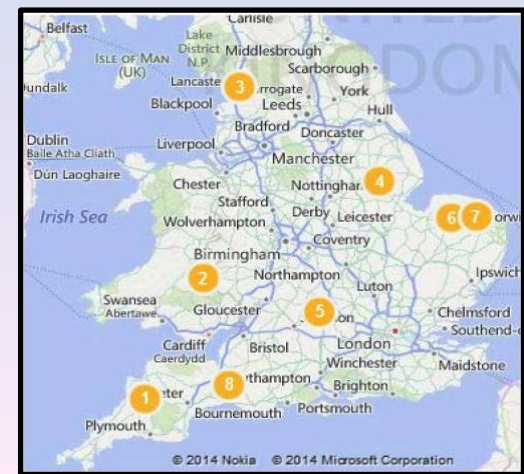 Carlisle
Belfast
Lake
District
N.P.
Middlesbrough
ISLE OF MAN
(UK)
Scarborough
Lancaste
3
rrogate
York
undalk
Blackpool
Leeds
Hull
Bradford
Dublin
Baile Atha Cliath
Liverpool
Doncaster
Dún Laoghaire
Manchester
Chester
Nottinghar
4
Irish Sea
Stafford
Derby
Leicester
6
7
orwi
Wolverhampton
Birmingham
Coventry
2
Northampton
Ipswich
Swansea
Abertawe
Gloucester
Luton
5
on
Chelmsford
Southend-o
Cardiff
Caerdydd
London
Bristol
Winchester
Maidstone
1
eter
8
thampton
Brighton
Plymouth
Bournemouth
Portsmouth
© 2014 Nokia © 2014 Microsoft Corporation